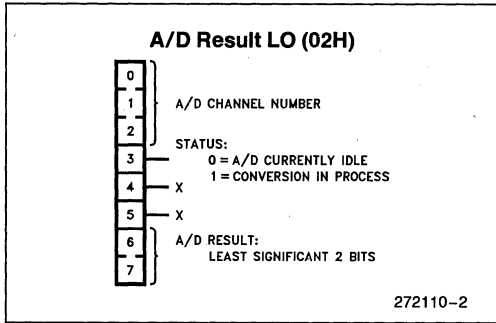 A/D Result LO (02H)
0
1
2
A/D CHANNEL NUMBER
3
STATUS:
0 = A/D CURRENTLY IDLE
1 = CONVERSION IN PROCESS
4 X
5 X
6
7
A/D RESULT:
LEAST SIGNIFICANT 2 BITS
272110-2